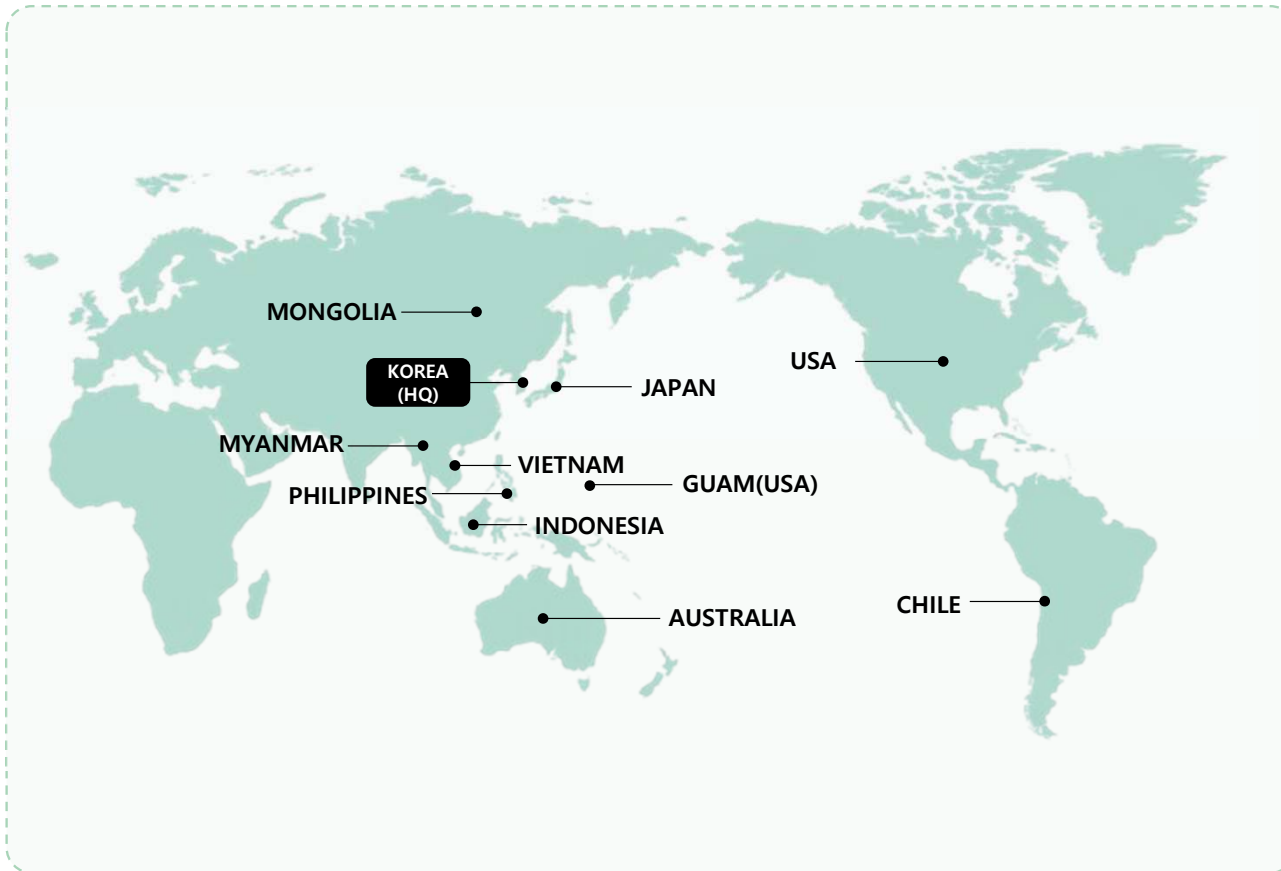 MONGOLIA
KOREA
(HQ)
USA
JAPAN
MYANMAR
VIETNAM
PHILIPPINES
GUAM(USA)
INDONESIA
CHILE
AUSTRALIA